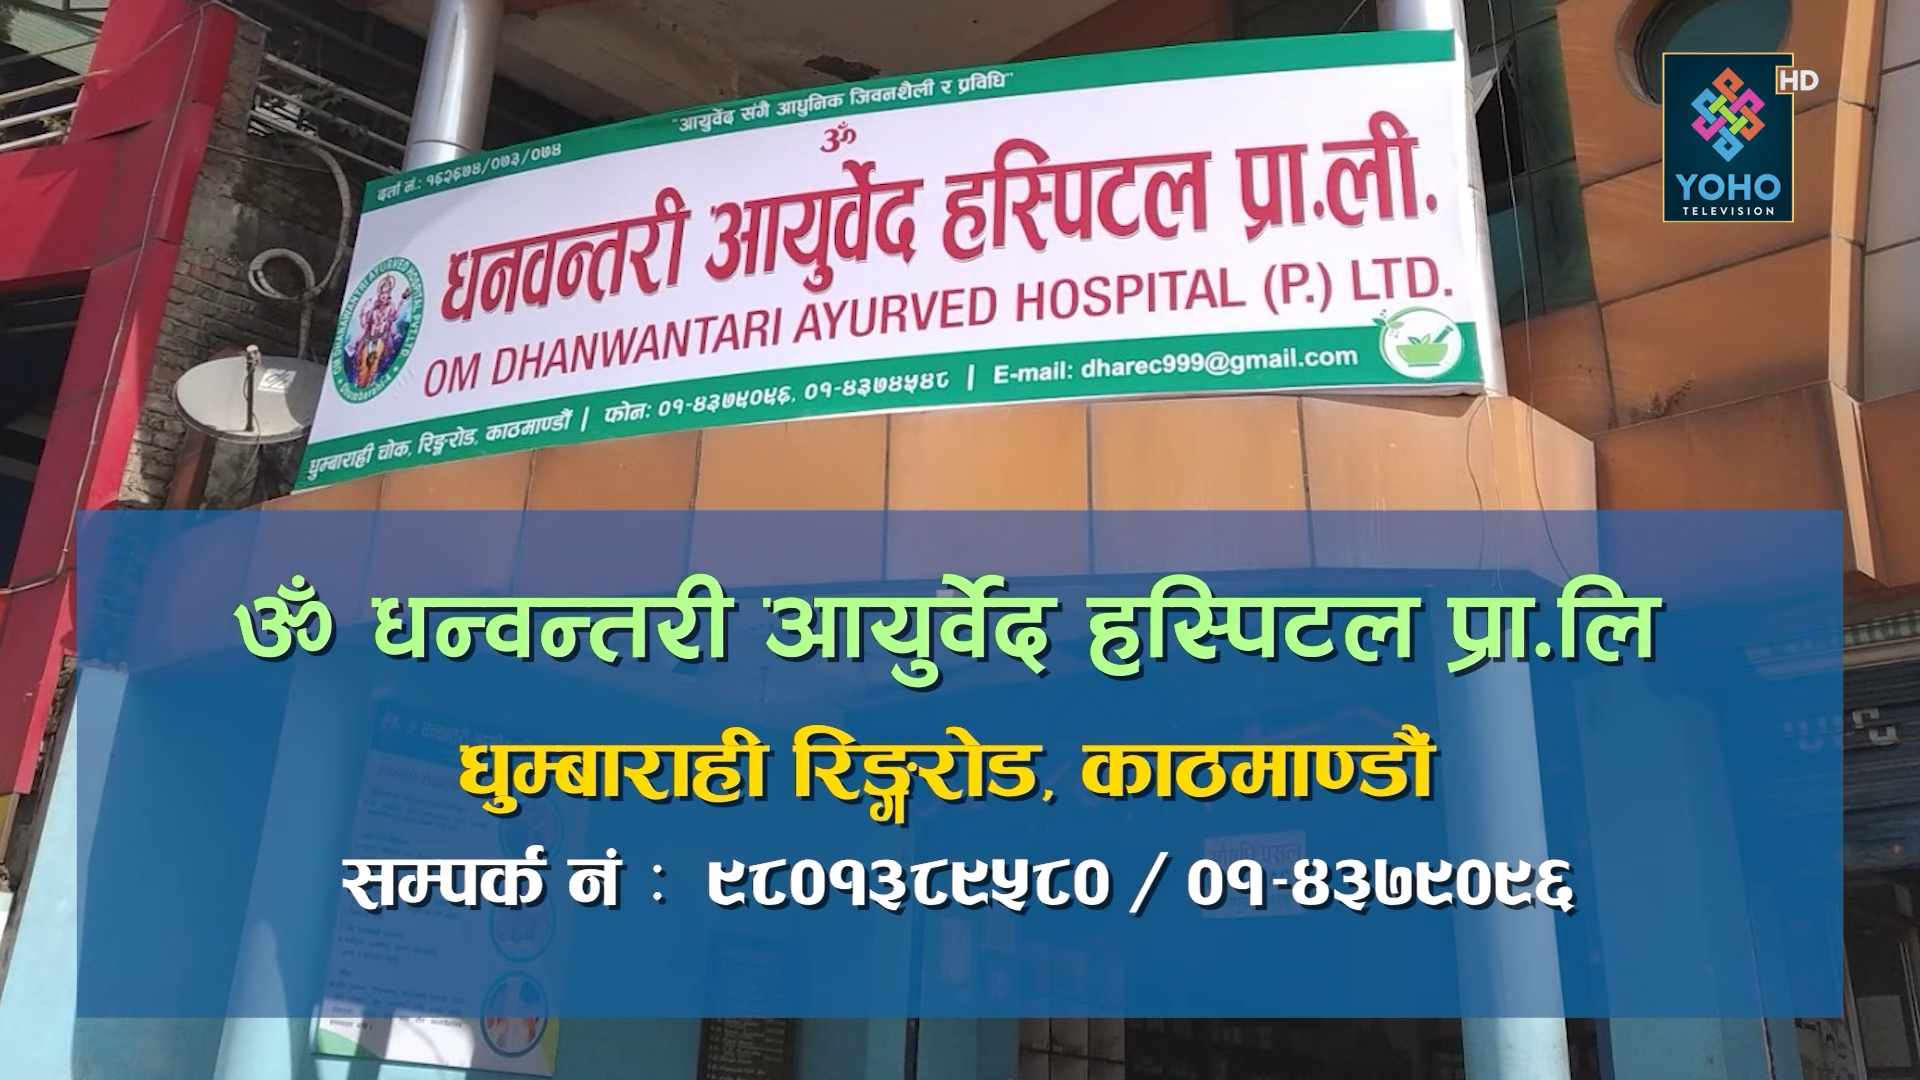 "आयुर्वेद संगै आधुनिक जिवनशैली र प्रविधि"
दर्ता नं.: १६२६७४/०७३/०७४
ॐ
धनवन्तरी आयुर्वेद हस्पिटल प्रा.ली.
OM DHANWANTARI AYURVED HOSPITAL (P.) LTD.
धुम्बाराही चोक, रिङ्गरोड, काठमाण्डौं | फोन: ०१-४३७९०९६, ०१-४३७४५४८ | E-mail: dharec999@gmail.com
HD
YOHO
TELEVISION
ॐ धन्वन्तरी आयुर्वेद हस्पिटल प्रा.लि
धुम्बाराही रिङ्गरोड, काठमाण्डौं
सम्पर्क नं : ९८०१३८९५८० / ०१-४३७९०९६